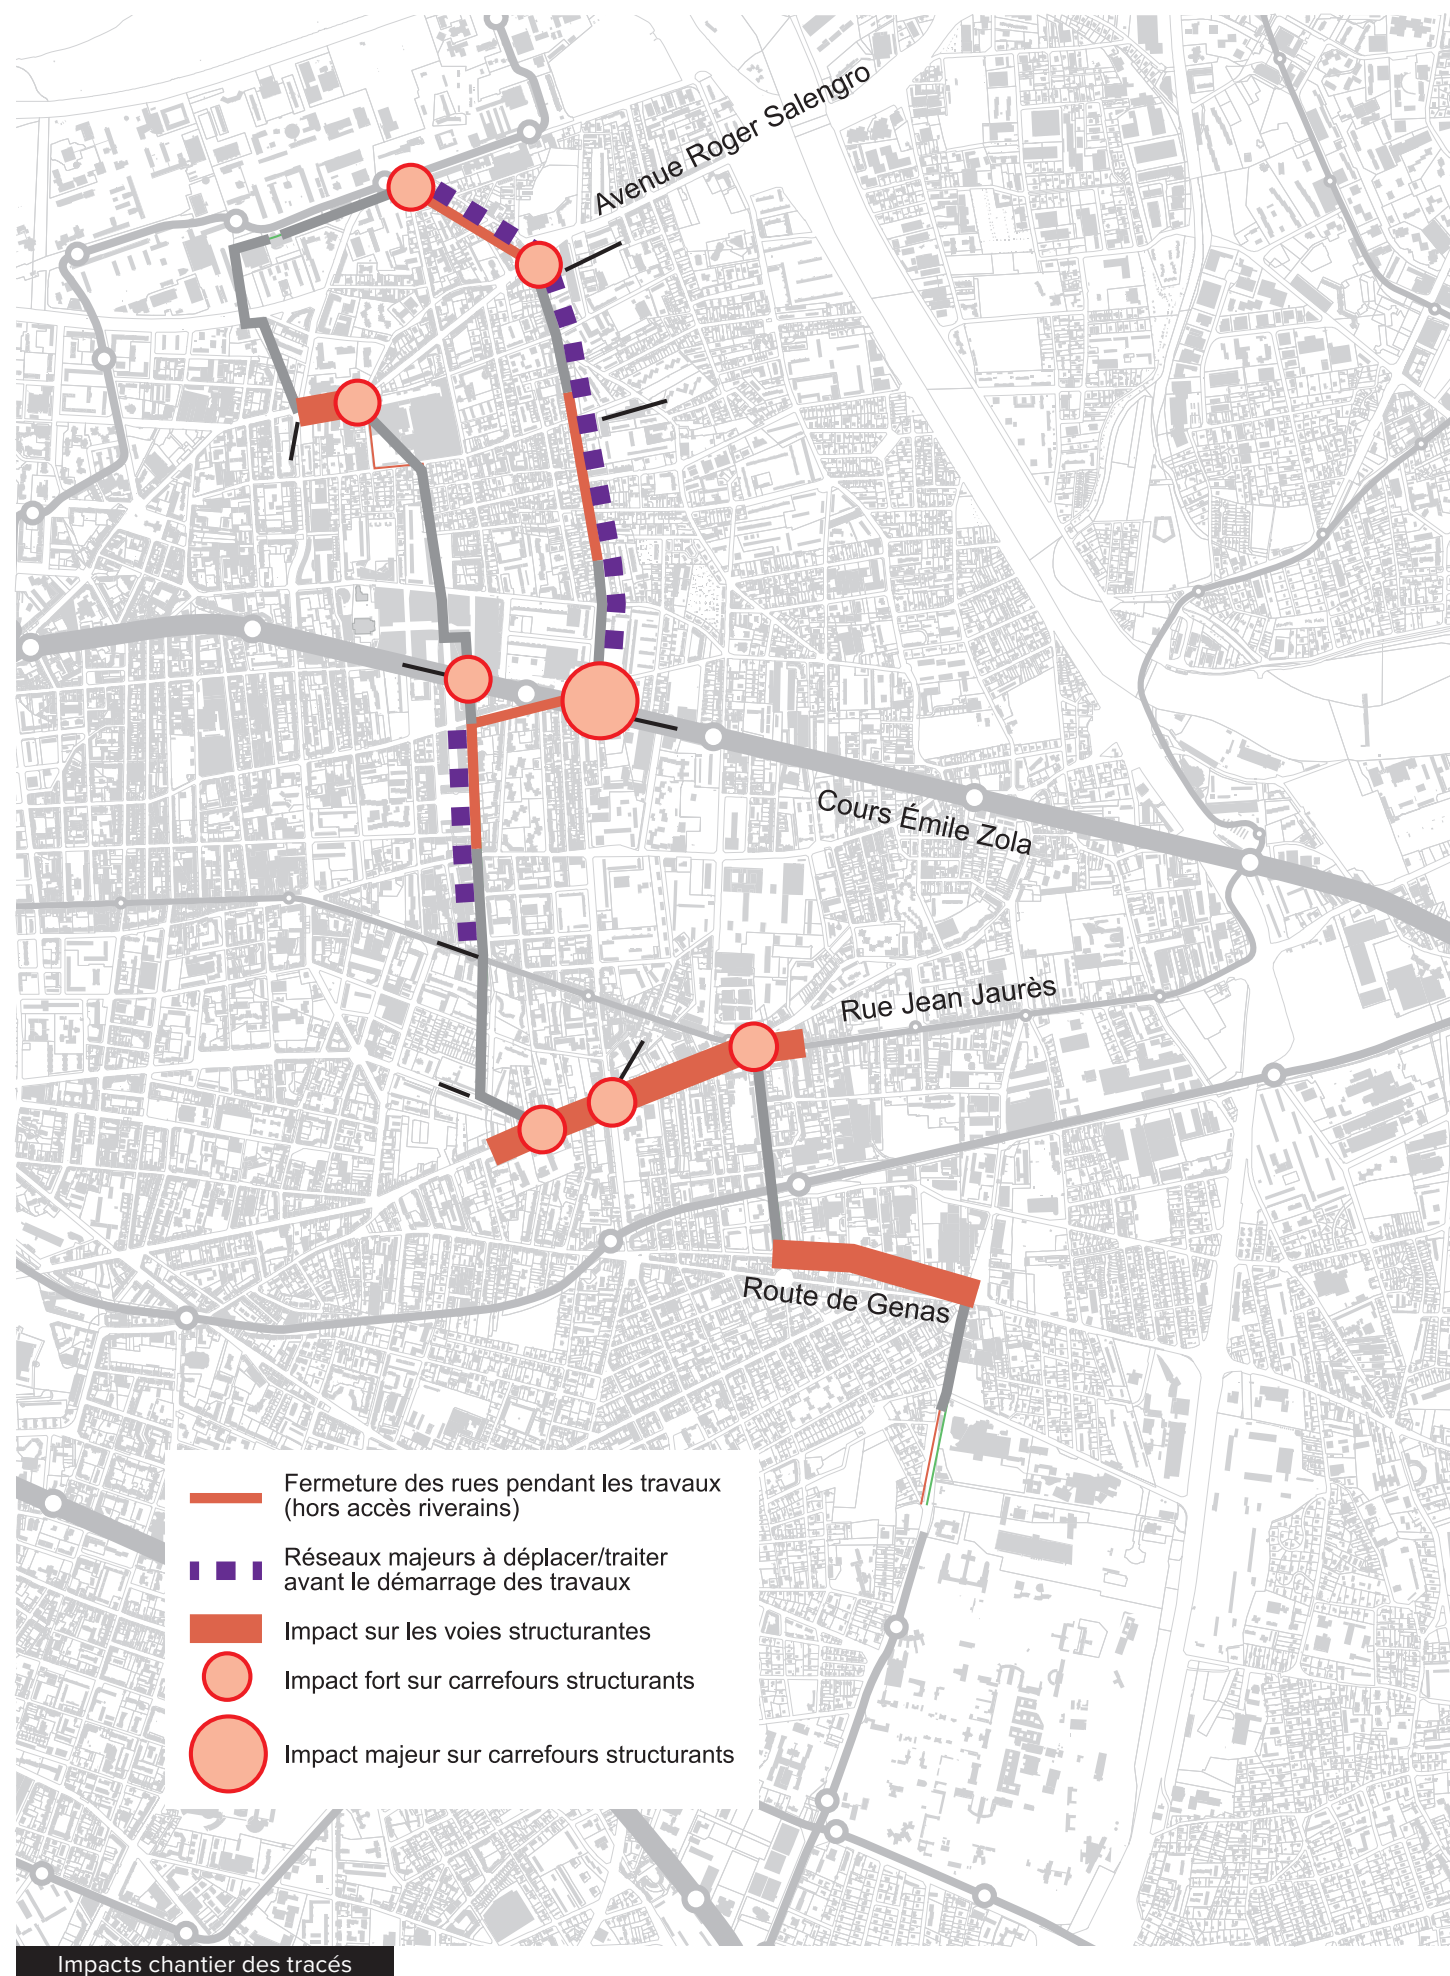 Avenue Roger Salengro
Cours Émile Zola
Rue Jean Jaurès
Route de Genas
Fermeture des rues pendant les travaux
(hors accès riverains)
Réseaux majeurs à déplacer/traiter
avant le démarrage des travaux
Impact sur les voies structurantes
Impact fort sur carrefours structurants
Impact majeur sur carrefours structurants
Impacts chantier des tracés